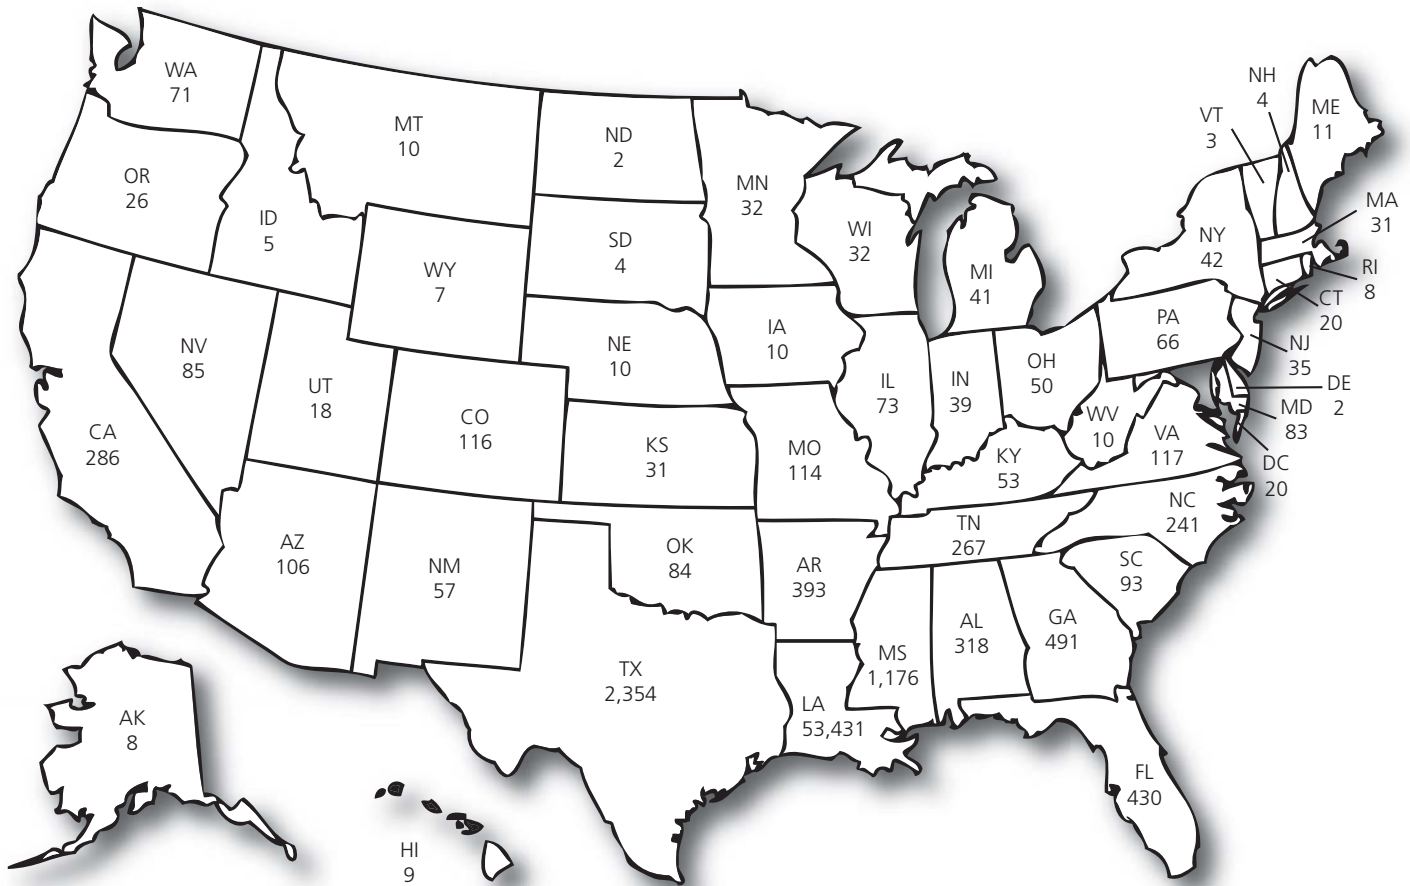 WA
71
MT
10
ND
2
MN
32
OR
26
ID
5
WY
7
SD
4
WI
32
MI
41
NY
42
VT
3
NH
4
ME
11
MA
31
RI
8
CT
20
NJ
35
PA
66
DE
2
MD
83
DC
20
NV
85
UT
18
CO
116
NE
10
IA
10
IL
73
IN
39
OH
50
WV
10
VA
117
CA
286
KS
31
MO
114
KY
53
NC
241
TN
267
SC
93
AZ
106
NM
57
OK
84
AR
393
TX
2,354
LA
53,431
MS
1,176
AL
318
GA
491
FL
430
AK
8
HI
9